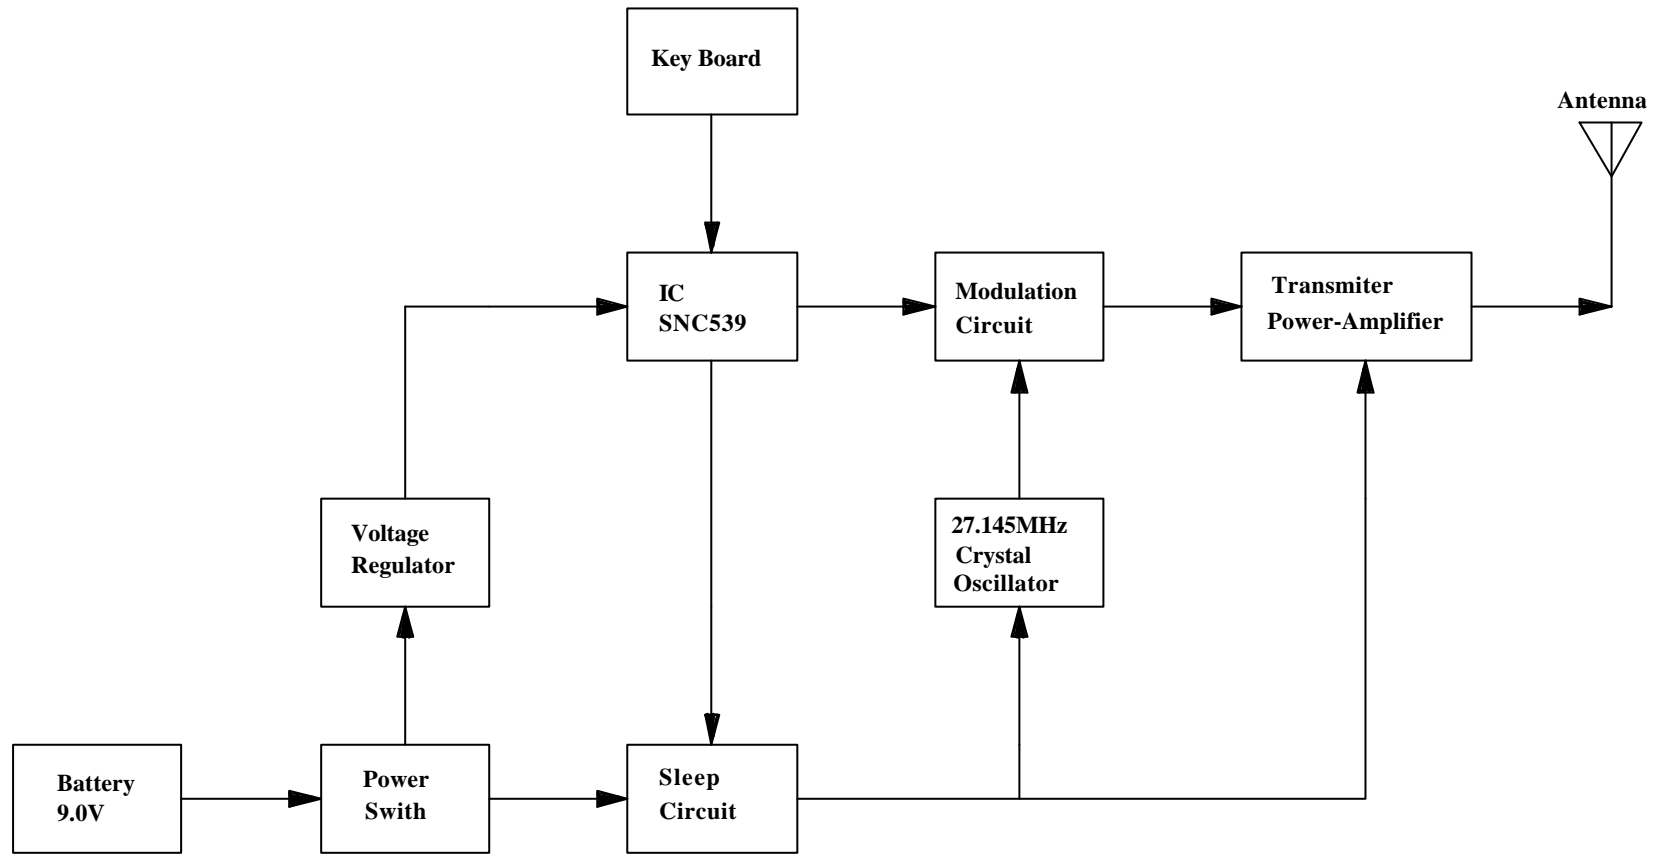 Key Board
Antenna
IC
SNC539
Modulation
Circuit
Transmiter
Power-Amplifier
Voltage
Regulator
27.145MHz
Crystal
Oscillator
Battery
9.0V
Power
Swith
Sleep
Circuit